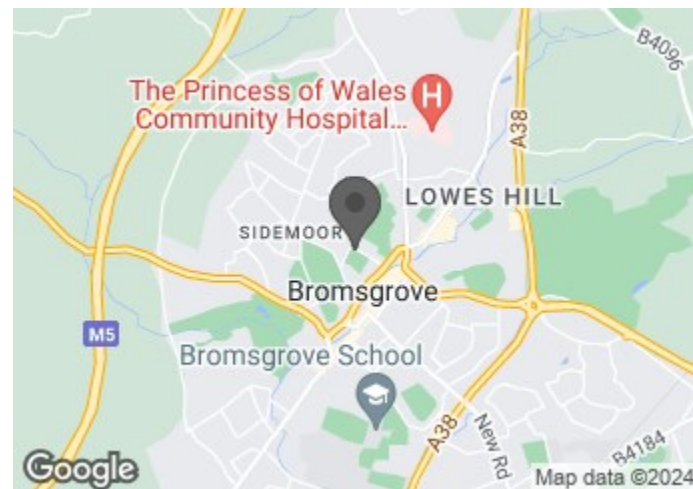 B4096
The Princess of Wales
Community Hospital...
H
A38
LOWES HILL
SIDEMOOR
Bromsgrove
M5
Bromsgrove School
A38
New Rd
B4184
Google
Map data ©2024